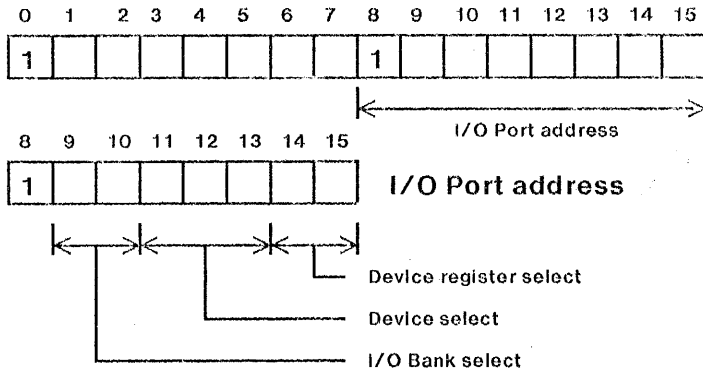 0 1 2 3 4 5 6 7 8 9 10 11 12 13 14 15
1 1
I/O Port address
8 9 10 11 12 13 14 15
1 I/O Port address
Device register select
Device select
I/O Bank select